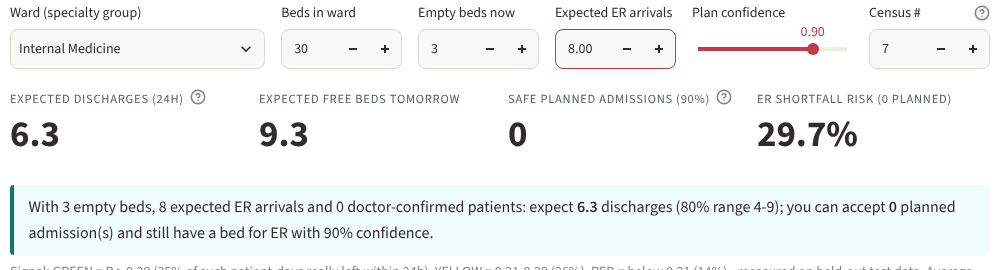 Ward (specialty group) Beds in ward Empty beds now Expected ER arrivals Plan confidence Census #
0.90
Internal Medicine 30 3 8.00 7
EXPECTED DISCHARGES (24H) EXPECTED FREE BEDS TOMORROW SAFE PLANNED ADMISSIONS (90%) ER SHORTFALL RISK (0 PLANNED)
6.3 9.3 0 29.7%
With 3 empty beds, 8 expected ER arrivals and 0 doctor-confirmed patients: expect 6.3 discharges (80% range 4-9); you can accept 0 planned
admission(s) and still have a bed for ER with 90% confidence.